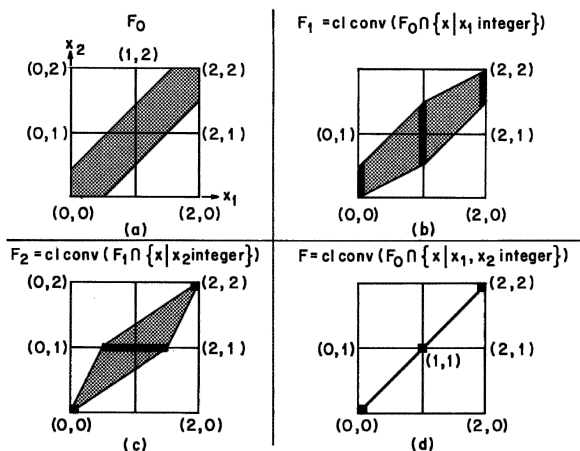 F₀
x₂
(0,2)
(1,2)
(2,2)
(0,1)
(2,1)
x₁
(0,0)
(2,0)
(a)
F₁ = cl conv (F₀∩{x|x₁ integer})
(2,2)
(0,1)
(2,1)
(0,0)
(2,0)
(b)
F₂ = cl conv (F₁∩{x|x₂ integer})
(0,2)
(2,2)
(0,1)
(2,1)
(0,0)
(2,0)
(c)
F = cl conv (F₀∩{x|x₁, x₂ integer})
(2,2)
(0,1)
(2,1)
(1,1)
(0,0)
(2,0)
(d)